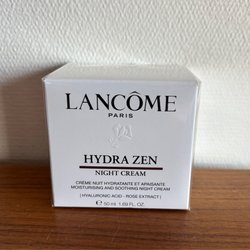 LANCÔME
PARIS
HYDRA ZEN
NIGHT CREAM
CRÈME NUIT HYDRATANTE ET APAISANTE
MOISTURISING AND SOOTHING NIGHT CREAM
[ HYALURONIC ACID - ROSE EXTRACT ]
℮ 50 ml 1.69 FL. OZ.